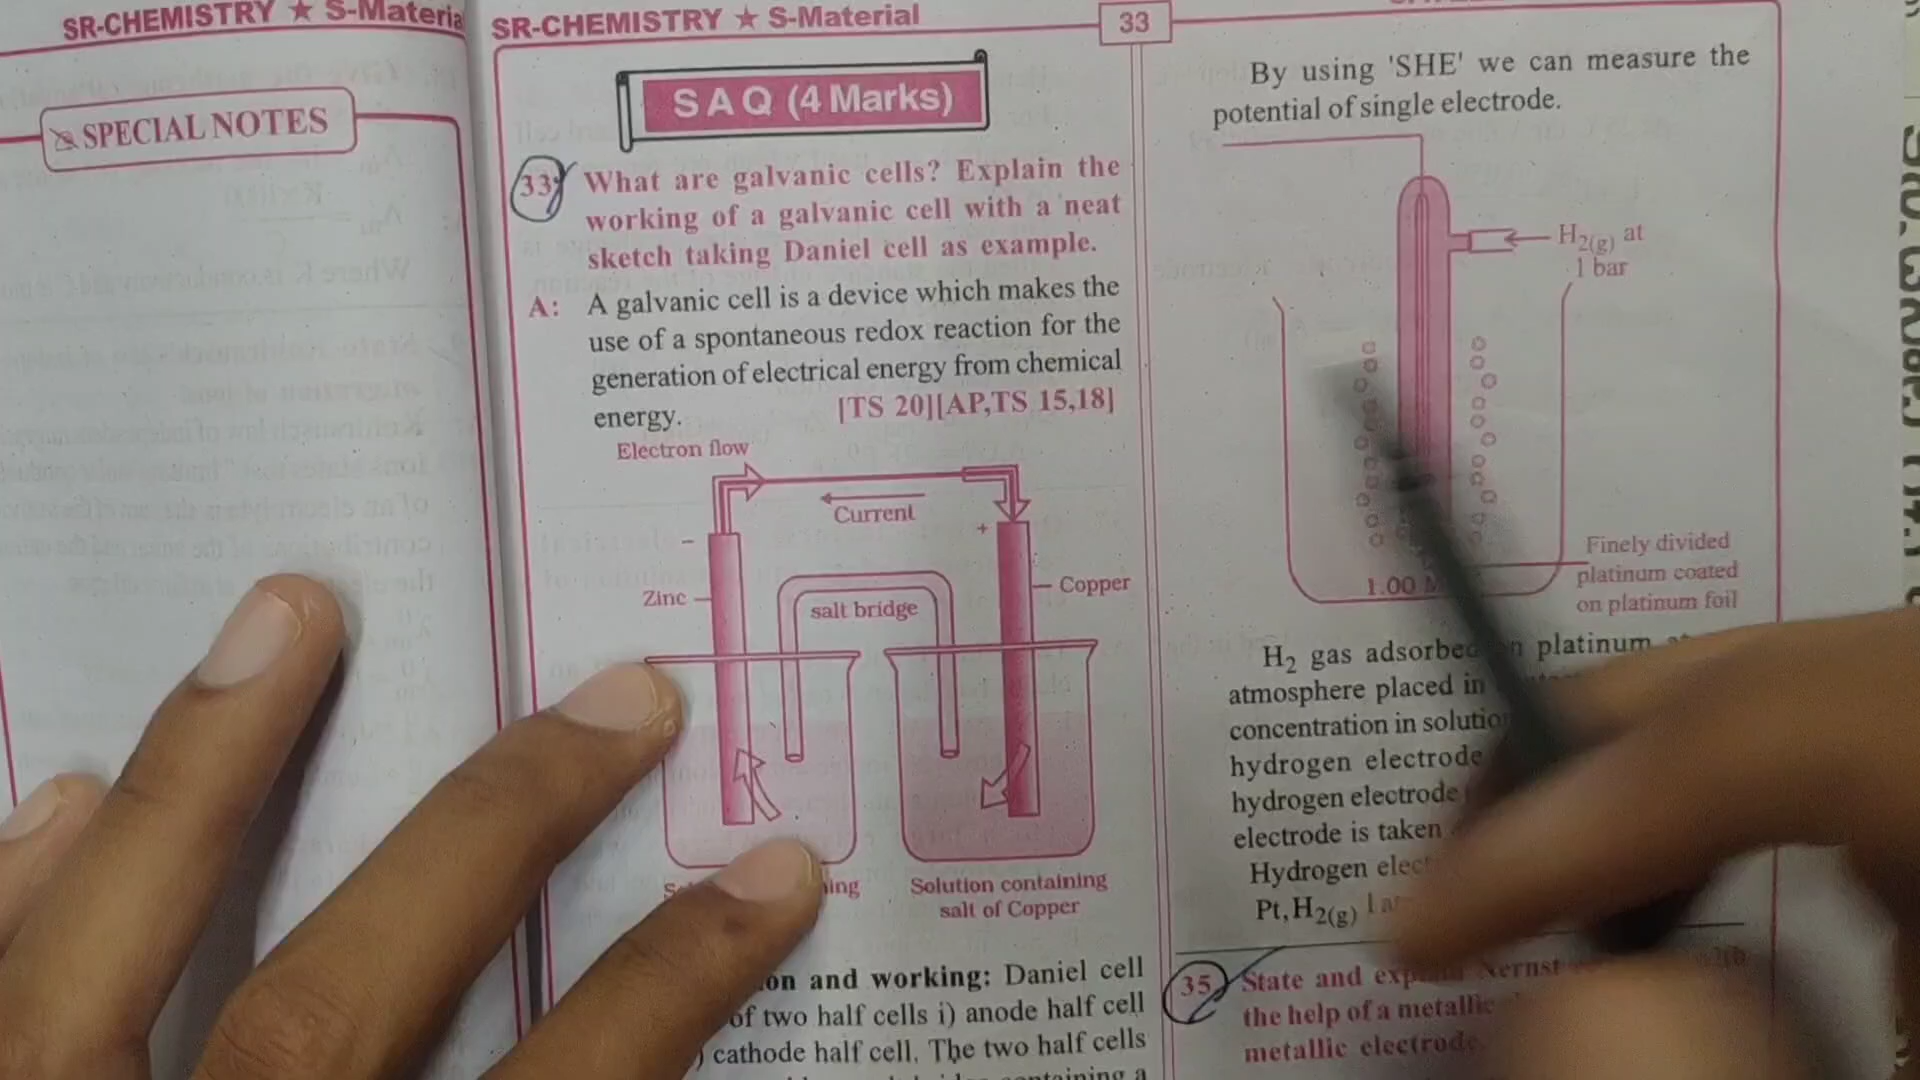 SR-CHEMISTRY ★ S-Materia
SPECIAL NOTES
SR-CHEMISTRY ★ S-Material
33
S A Q (4 Marks)
33. What are galvanic cells? Explain the
working of a galvanic cell with a neat
sketch taking Daniel cell as example.
A: A galvanic cell is a device which makes the
use of a spontaneous redox reaction for the
generation of electrical energy from chemical
energy. [TS 20][AP,TS 15,18]
Electron flow
Current
-
+
Zinc
Copper
salt bridge
ing
Solution containing
salt of Copper
on and working: Daniel cell
of two half cells i) anode half cell
) cathode half cell. The two half cells
containing a
By using 'SHE' we can measure the
potential of single electrode.
H2(g) at
1 bar
Finely divided
platinum coated
on platinum foil
1.00
H2 gas adsorbed on platinum
atmosphere placed in
concentration in solution
hydrogen electrode
hydrogen electrode
electrode is taken
Hydrogen elec
Pt, H2(g) |
35. State and explain Nernst
the help of a metallic
metallic electrode.